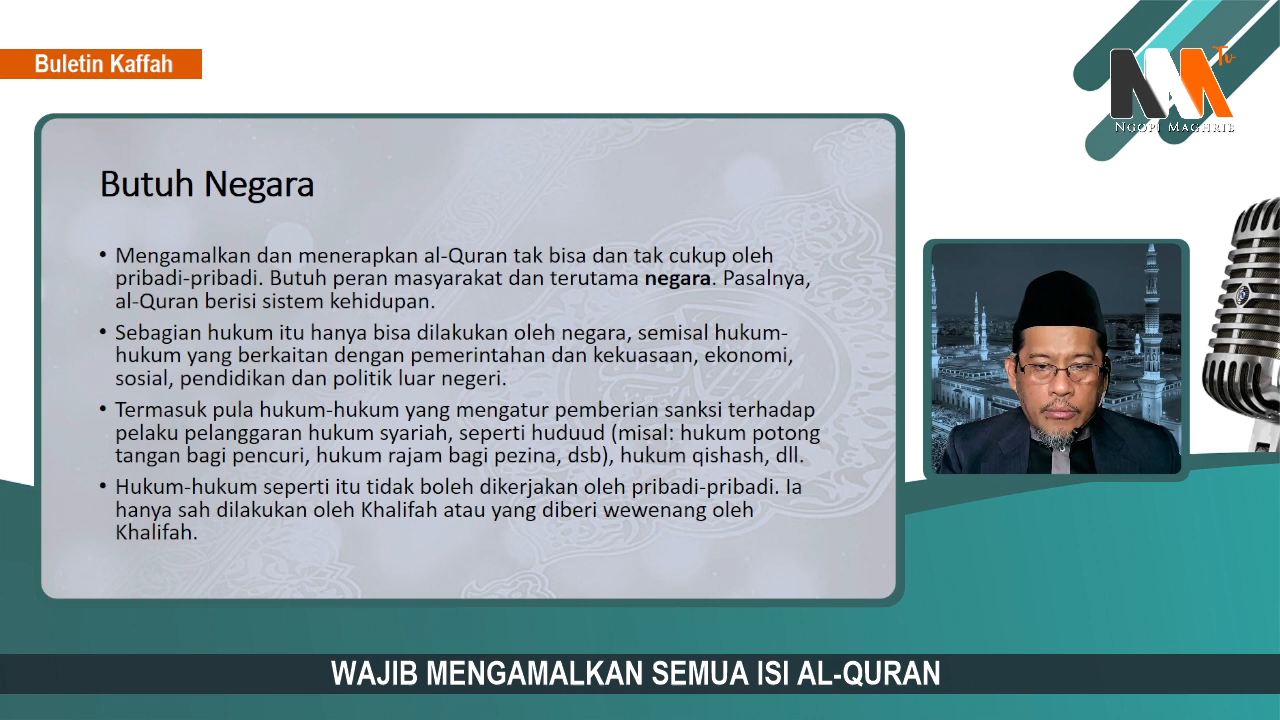 Buletin Kaffah
Tv
NGOPI MAGHRIB
Butuh Negara
• Mengamalkan dan menerapkan al-Quran tak bisa dan tak cukup oleh
pribadi-pribadi. Butuh peran masyarakat dan terutama negara. Pasalnya,
al-Quran berisi sistem kehidupan.
• Sebagian hukum itu hanya bisa dilakukan oleh negara, semisal hukum-
hukum yang berkaitan dengan pemerintahan dan kekuasaan, ekonomi,
sosial, pendidikan dan politik luar negeri.
• Termasuk pula hukum-hukum yang mengatur pemberian sanksi terhadap
pelaku pelanggaran hukum syariah, seperti huduud (misal: hukum potong
tangan bagi pencuri, hukum rajam bagi pezina, dsb), hukum qishash, dll.
• Hukum-hukum seperti itu tidak boleh dikerjakan oleh pribadi-pribadi. Ia
hanya sah dilakukan oleh Khalifah atau yang diberi wewenang oleh
Khalifah.
WAJIB MENGAMALKAN SEMUA ISI AL-QURAN